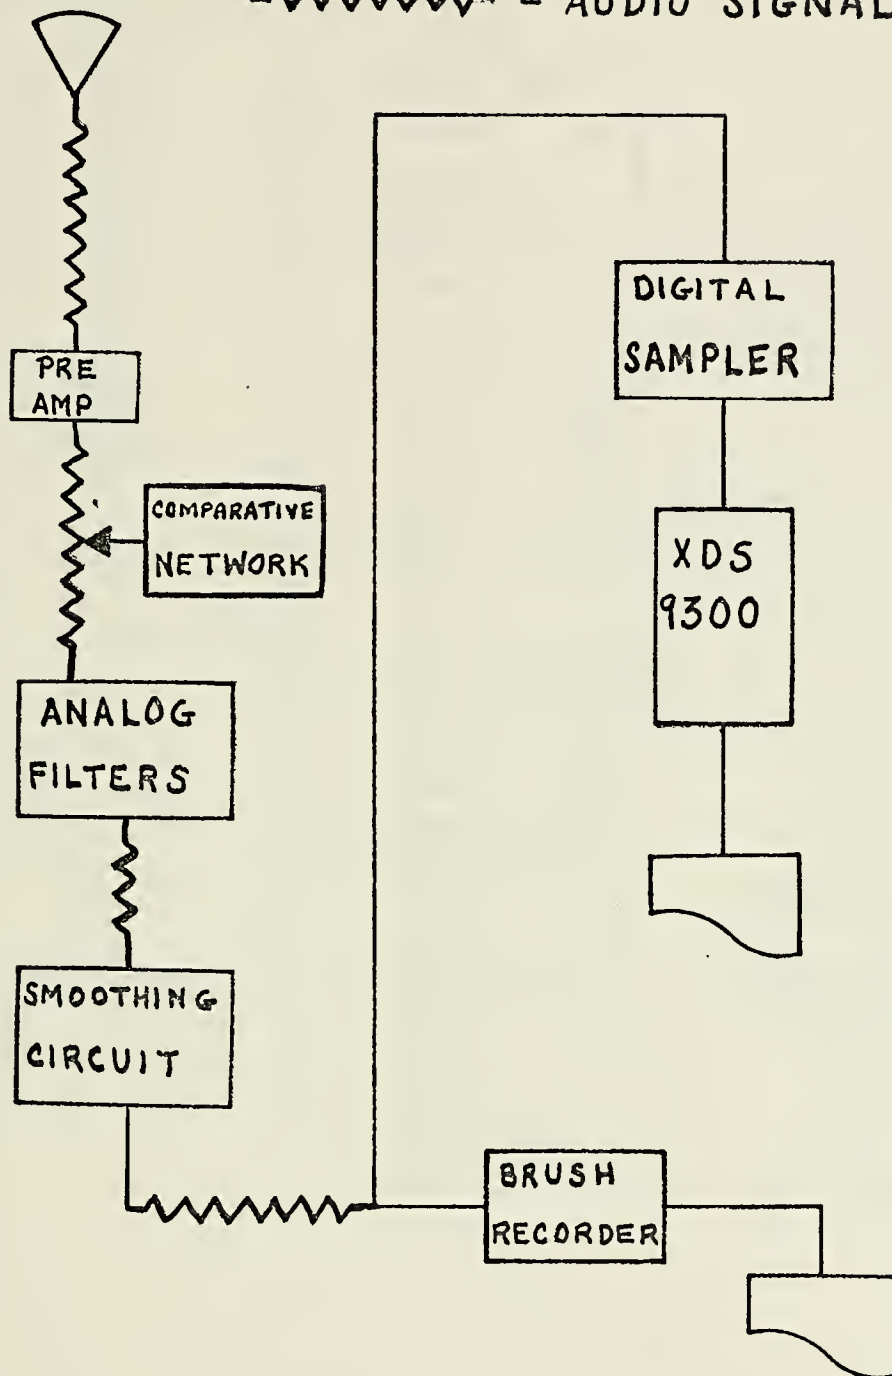 = AUDIO SIGNAL
PRE
AMP
COMPARATIVE
NETWORK
ANALOG
FILTERS
SMOOTHING
CIRCUIT
DIGITAL
SAMPLER
XDS
9300
BRUSH
RECORDER